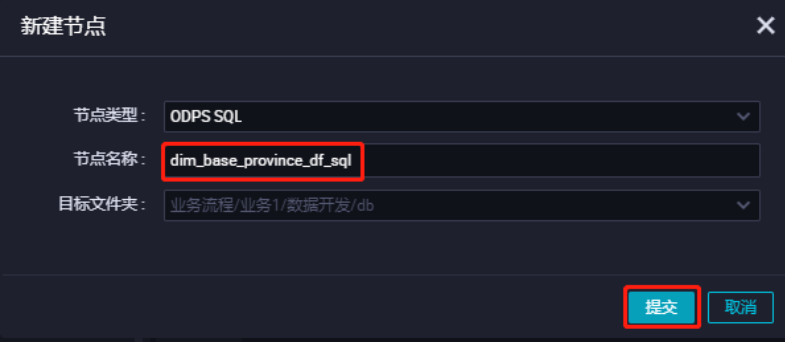 新建节点
节点类型： ODPS SQL
节点名称： dim_base_province_df_sql
目标文件夹： 业务流程/业务1/数据开发/db
提交 取消